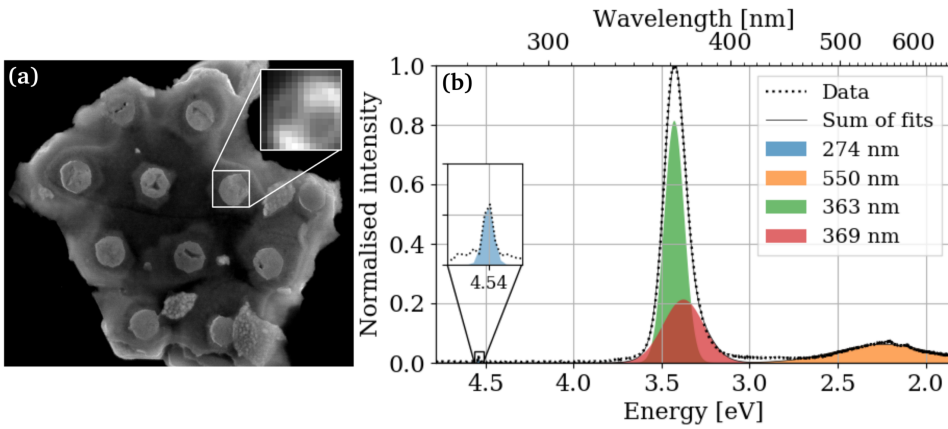 (a)
(b)
Wavelength [nm]
300 400 500 600
Normalised intensity
1.0
0.8
0.6
0.4
0.2
0.0
4.54
Data
Sum of fits
274 nm
550 nm
363 nm
369 nm
4.5 4.0 3.5 3.0 2.5 2.0
Energy [eV]